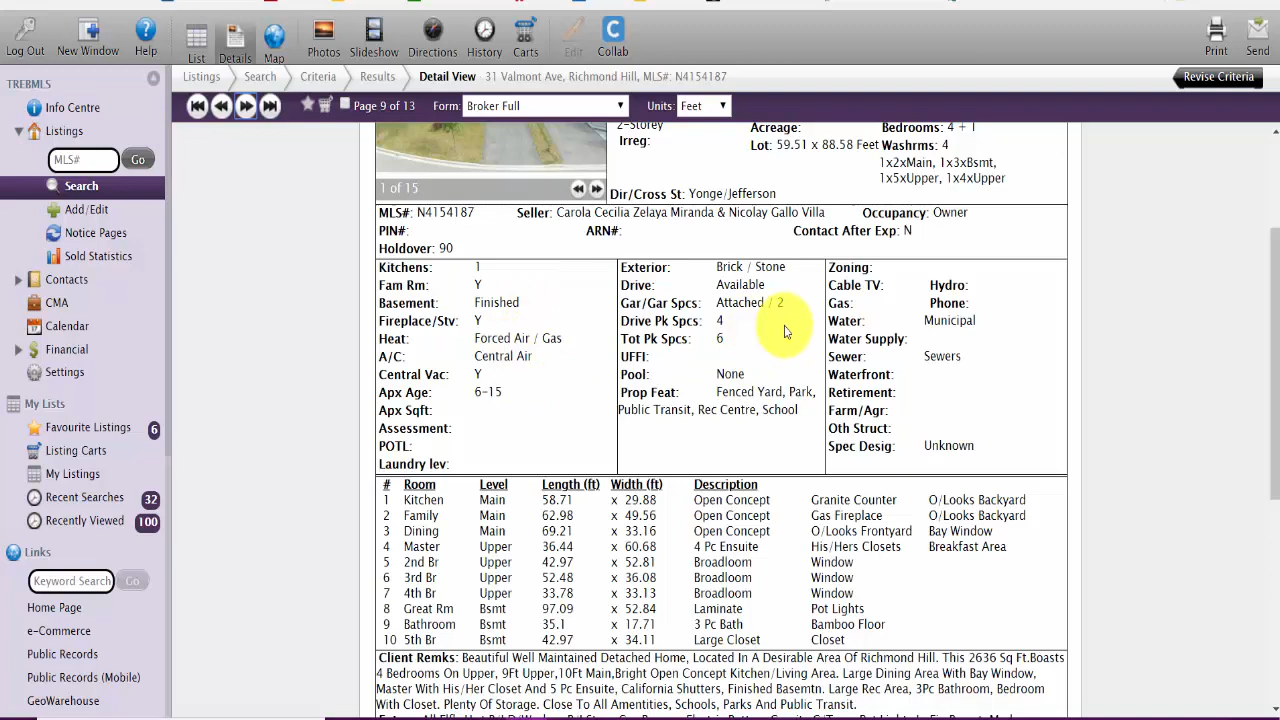 Log Out New Window Help List Details Map Photos Slideshow Directions History Carts Edit Collab Print Send
TREBMLS Listings Search Criteria Results Detail View 31 Valmont Ave, Richmond Hill, MLS#: N4154187 Revise Criteria
Page 9 of 13 Form: Broker Full Units: Feet
Info Centre
Listings
MLS# Go
Search
Add/Edit
Notice Pages
Sold Statistics
Contacts
CMA
Calendar
Financial
Settings
My Lists
Favourite Listings 6
Listing Carts
My Listings
Recent Searches 32
Recently Viewed 100
Links
Keyword Search Go
Home Page
e-Commerce
Public Records
Public Records (Mobile)
GeoWarehouse
2-Storey Acreage: Bedrooms: 4 + 1
Irreg: Lot: 59.51 x 88.58 Feet Washrms: 4
1x2xMain, 1x3xBsmt,
1x5xUpper, 1x4xUpper
1 of 15 Dir/Cross St: Yonge/Jefferson
MLS#: N4154187 Seller: Carola Cecilia Zelaya Miranda & Nicolay Gallo Villa Occupancy: Owner
PIN#: ARN#: Contact After Exp: N
Holdover: 90
Kitchens: 1 Exterior: Brick / Stone Zoning:
Fam Rm: Y Drive: Available Cable TV: Hydro:
Basement: Finished Gar/Gar Spcs: Attached / 2 Gas: Phone:
Fireplace/Stv: Y Drive Pk Spcs: 4 Water: Municipal
Heat: Forced Air / Gas Tot Pk Spcs: 6 Water Supply:
A/C: Central Air UFFI: Sewer: Sewers
Central Vac: Y Pool: None Waterfront:
Apx Age: 6-15 Prop Feat: Fenced Yard, Park, Retirement:
Apx Sqft: Public Transit, Rec Centre, School Farm/Agr:
Assessment: Oth Struct:
POTL: Spec Desig: Unknown
Laundry lev:
# Room Level Length (ft) Width (ft) Description
1 Kitchen Main 58.71 x 29.88 Open Concept Granite Counter O/Looks Backyard
2 Family Main 62.98 x 49.56 Open Concept Gas Fireplace O/Looks Backyard
3 Dining Main 69.21 x 33.16 Open Concept O/Looks Frontyard Bay Window
4 Master Upper 36.44 x 60.68 4 Pc Ensuite His/Hers Closets Breakfast Area
5 2nd Br Upper 42.97 x 52.81 Broadloom Window
6 3rd Br Upper 52.48 x 36.08 Broadloom Window
7 4th Br Upper 33.78 x 33.13 Broadloom Window
8 Great Rm Bsmt 97.09 x 52.84 Laminate Pot Lights
9 Bathroom Bsmt 35.1 x 17.71 3 Pc Bath Bamboo Floor
10 5th Br Bsmt 42.97 x 34.11 Large Closet Closet
Client Remks: Beautiful Well Maintained Detached Home, Located In A Desirable Area Of Richmond Hill. This 2636 Sq Ft.Boasts
4 Bedrooms On Upper, 9Ft Upper,10Ft Main,Bright Open Concept Kitchen/Living Area. Large Dining Area With Bay Window,
Master With His/Her Closet And 5 Pc Ensuite, California Shutters, Finished Basemtn. Large Rec Area, 3Pc Bathroom, Bedroom
With Closet. Plenty Of Storage. Close To All Amentities, Schools, Parks And Public Transit.